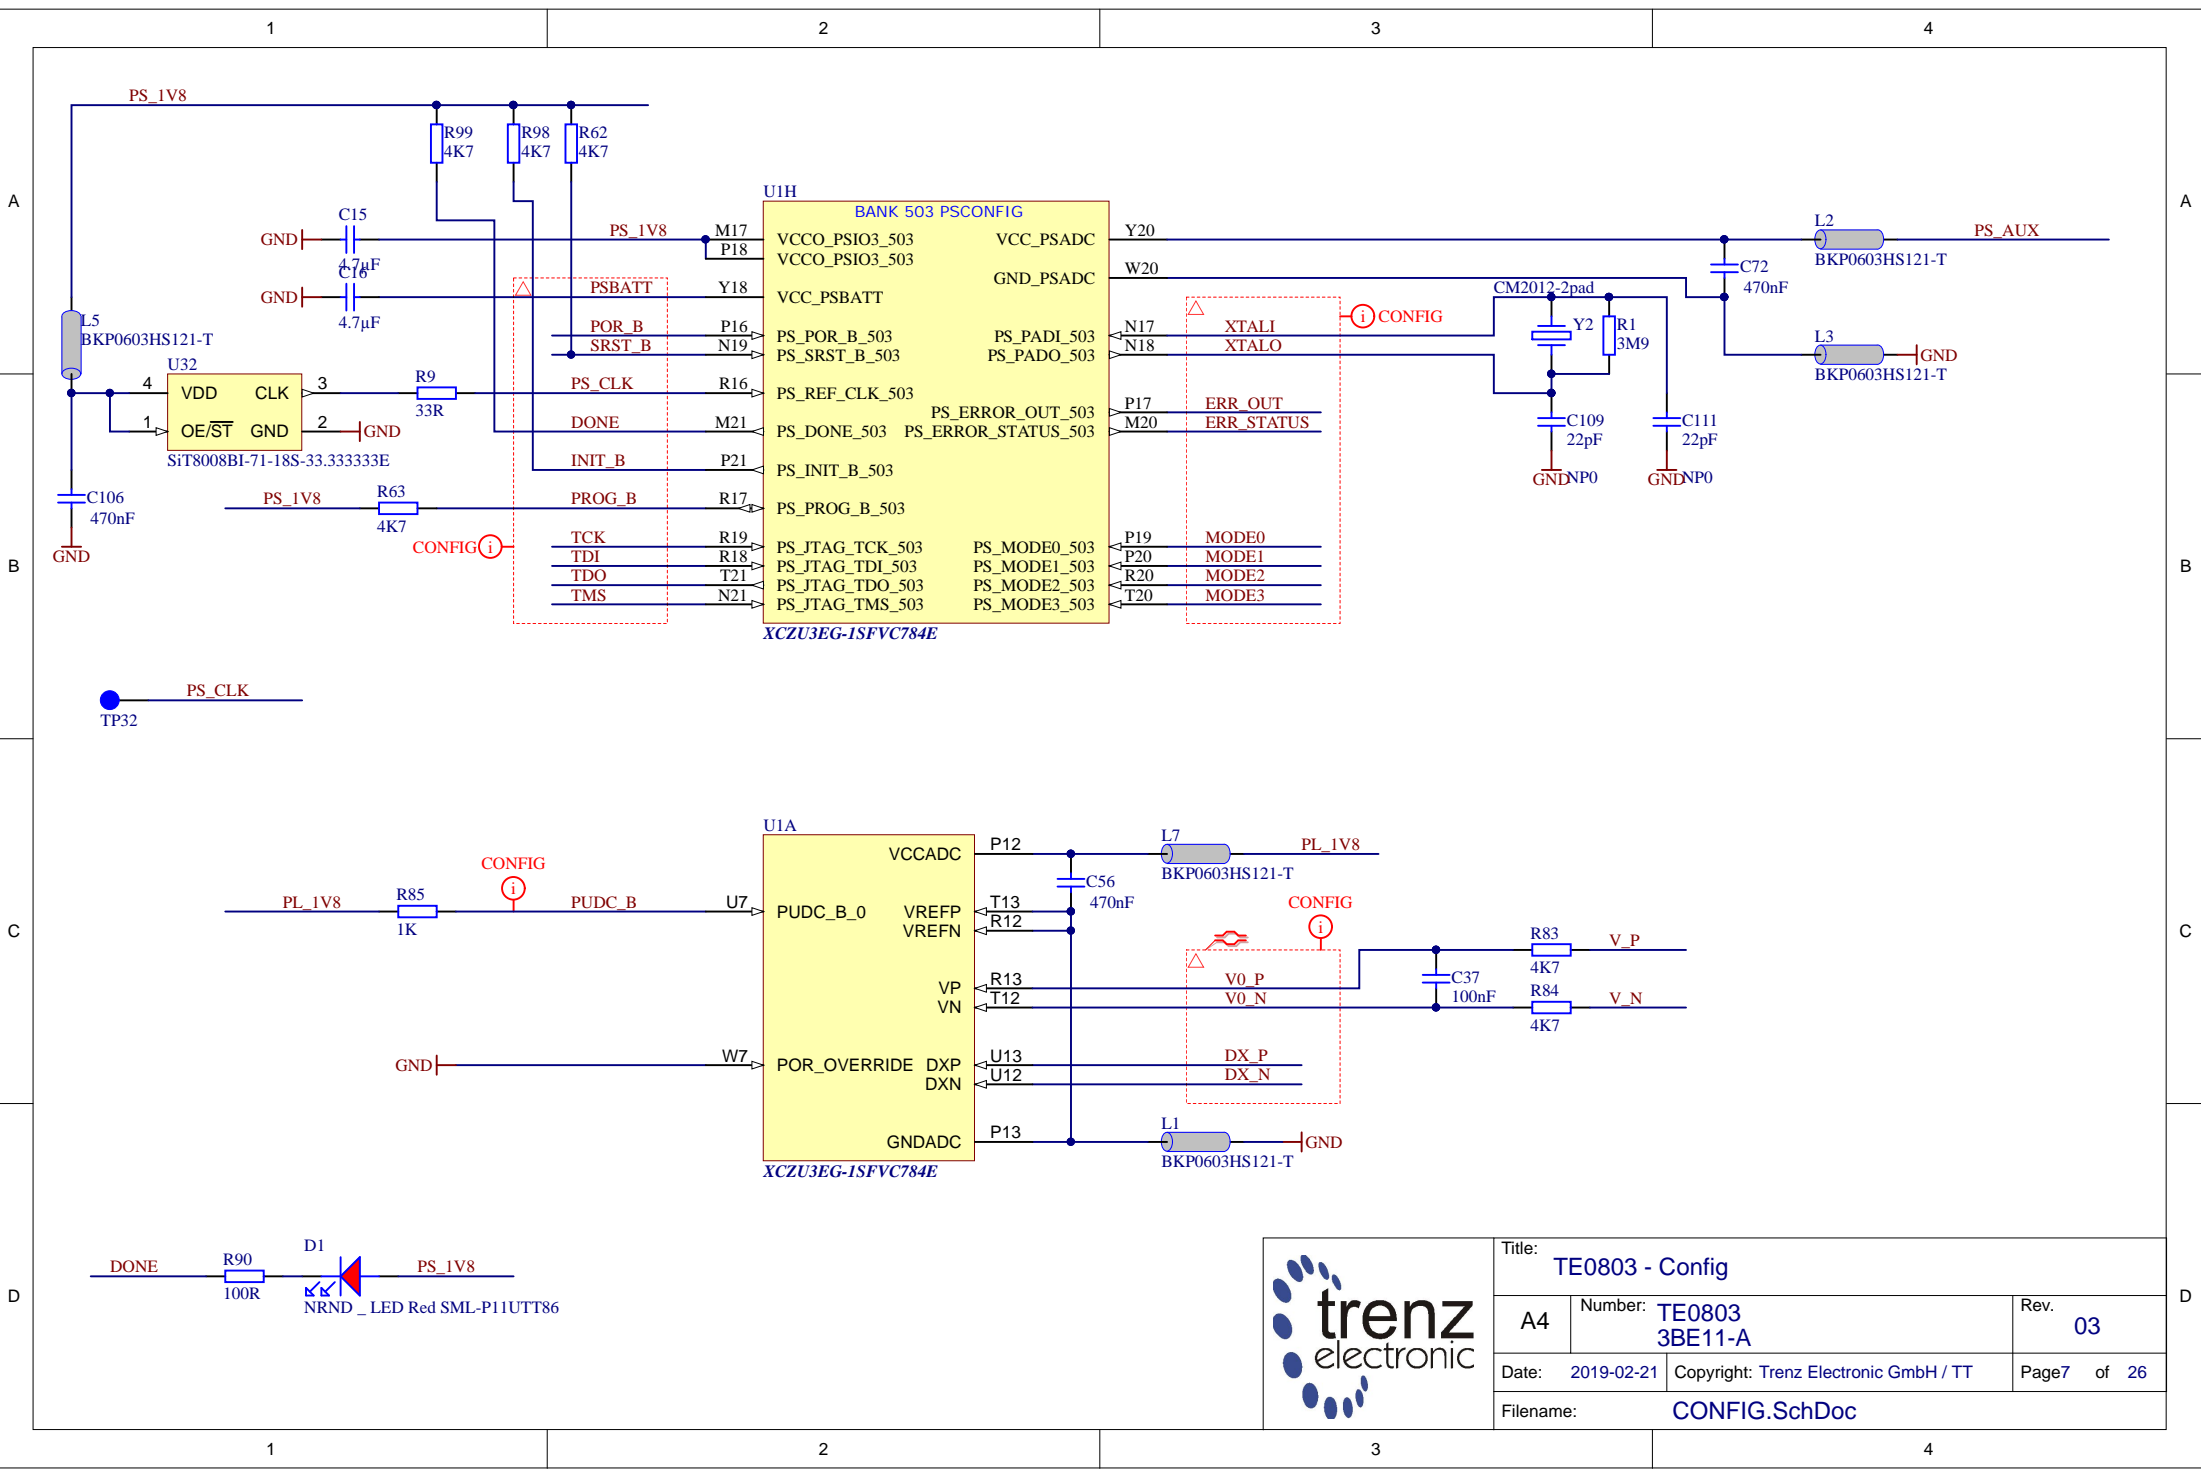 1 2 3 4
A
B
C
D
PS_1V8
R99
4K7
R98
4K7
R62
4K7
L5
BKP0603HS121-T
C15
4.7µF
GND
PS_1V8
C16
4.7µF
GND
PSBATT
POR_B
SRST_B
U32
4 VDD CLK 3
1 OE/ST GND 2 GND
SiT8008BI-71-18S-33.333333E
R9
33R
PS_CLK
DONE
INIT_B
C106
470nF
GND
PS_1V8
R63
4K7
PROG_B
CONFIG i
TCK
TDI
TDO
TMS
U1H
BANK 503 PSCONFIG
M17 VCCO_PSIO3_503
P18 VCCO_PSIO3_503
Y18 VCC_PSBATT
P16 PS_POR_B_503
N19 PS_SRST_B_503
R16 PS_REF_CLK_503
M21 PS_DONE_503
P21 PS_INIT_B_503
R17 PS_PROG_B_503
R19 PS_JTAG_TCK_503
R18 PS_JTAG_TDI_503
T21 PS_JTAG_TDO_503
N21 PS_JTAG_TMS_503
VCC_PSADC Y20
GND_PSADC W20
PS_PADI_503 N17 XTALI
PS_PADO_503 N18 XTALO
PS_ERROR_OUT_503 P17 ERR_OUT
PS_ERROR_STATUS_503 M20 ERR_STATUS
PS_MODE0_503 P19 MODE0
PS_MODE1_503 P20 MODE1
PS_MODE2_503 R20 MODE2
PS_MODE3_503 T20 MODE3
XCZU3EG-1SFVC784E
i CONFIG
CM2012-2pad
Y2
R1
3M9
C109
22pF
GND NP0
C111
22pF
GND NP0
C72
470nF
L2
BKP0603HS121-T
PS_AUX
L3
BKP0603HS121-T
GND
TP32
PS_CLK
U1A
PL_1V8
R85
1K
CONFIG
i
PUDC_B
U7 PUDC_B_0
GND
W7 POR_OVERRIDE
VCCADC P12
VREFP T13
VREFN R12
VP R13 V0_P
VN T12 V0_N
DXP U13 DX_P
DXN U12 DX_N
GNDADC P13
XCZU3EG-1SFVC784E
L7
BKP0603HS121-T
PL_1V8
C56
470nF
CONFIG
i
C37
100nF
R83
4K7
V_P
R84
4K7
V_N
L1
BKP0603HS121-T
GND
DONE
R90
100R
D1
PS_1V8
NRND _ LED Red SML-P11UTT86
trenz
electronic
Title:
TE0803 - Config
A4
Number: TE0803
3BE11-A
Rev.
03
Date: 2019-02-21
Copyright: Trenz Electronic GmbH / TT
Page7 of 26
Filename: CONFIG.SchDoc
A
B
C
D
1 2 3 4